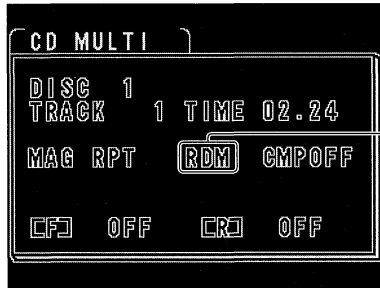 CD MULTI
DISC 1
TRACK 1 TIME 02.24
MAG RPT RDM CMPOFF
[F] OFF [R] OFF